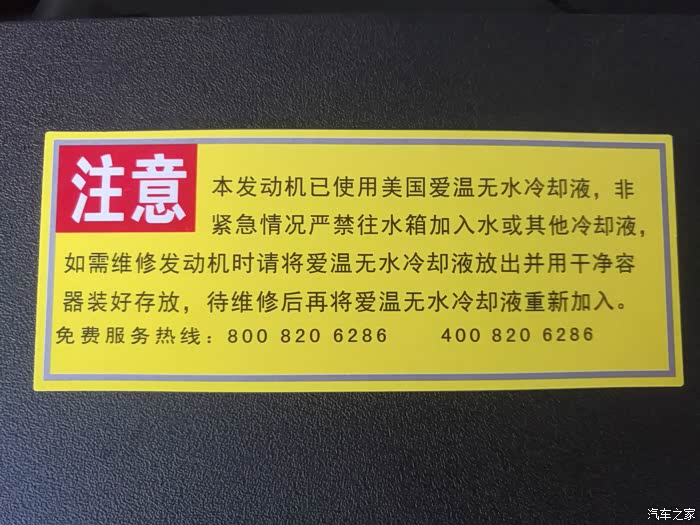 注意
本发动机已使用美国爱温无水冷却液，非
紧急情况严禁往水箱加入水或其他冷却液，
如需维修发动机时请将爱温无水冷却液放出并用干净容
器装好存放，待维修后再将爱温无水冷却液重新加入。
免费服务热线：800 820 6286 400 820 6286
汽车之家